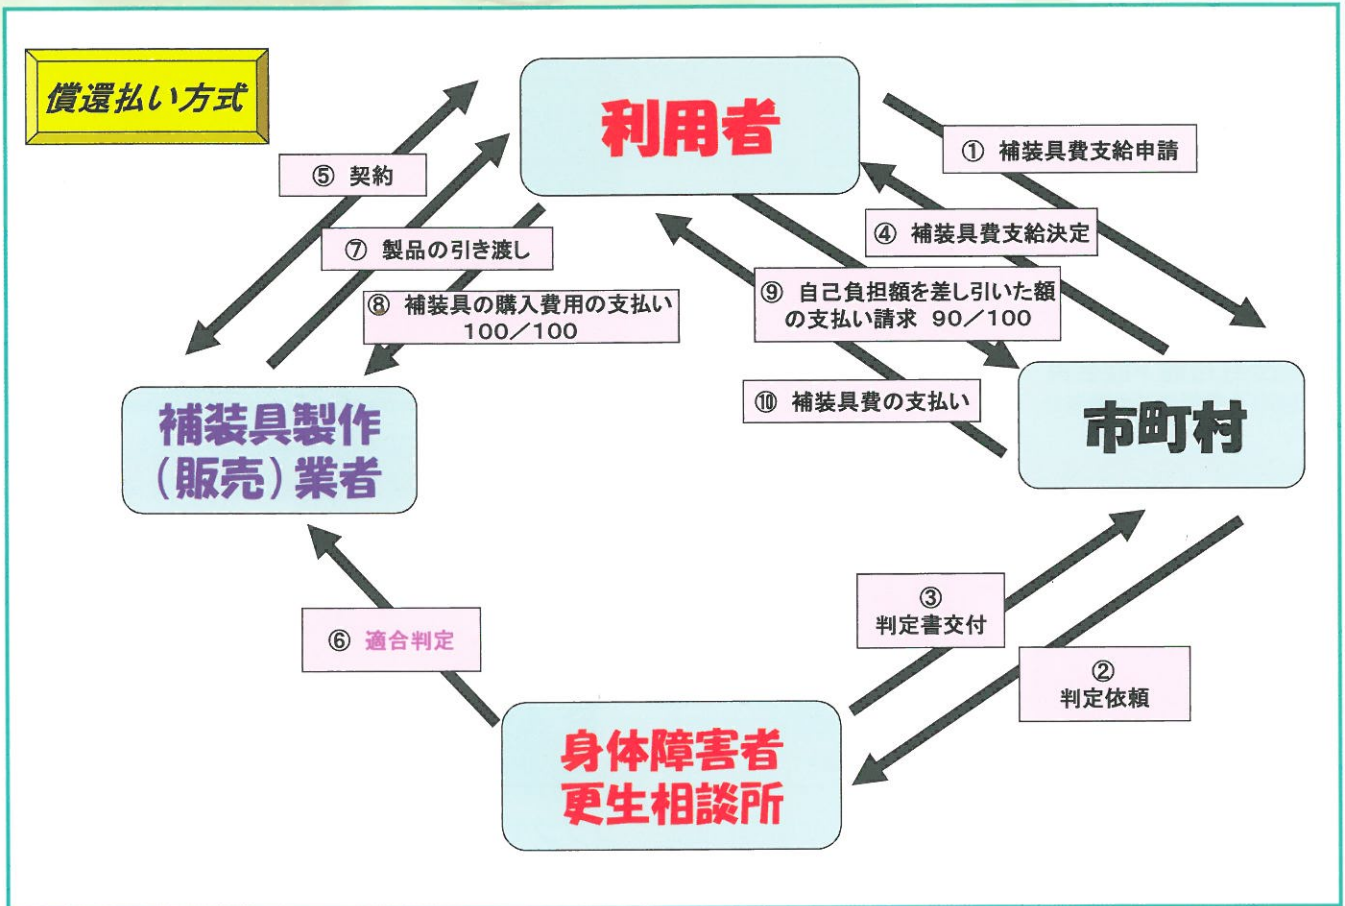 償還払い方式
利用者
① 補装具費支給申請
⑤ 契約
④ 補装具費支給決定
⑦ 製品の引き渡し
⑨ 自己負担額を差し引いた額
の支払い請求 90/100
⑧ 補装具の購入費用の支払い
100/100
⑩ 補装具費の支払い
補装具製作
(販売)業者
市町村
③
判定書交付
⑥ 適合判定
②
判定依頼
身体障害者
更生相談所